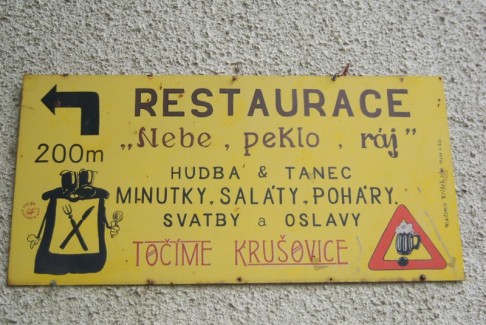 RESTAURACE
„Nebe, peklo, ráj"
200m
HUDBA & TANEC
MINUTKY, SALÁTY, POHÁRY.
SVATBY a OSLAVY
TOČÍME KRUŠOVICE